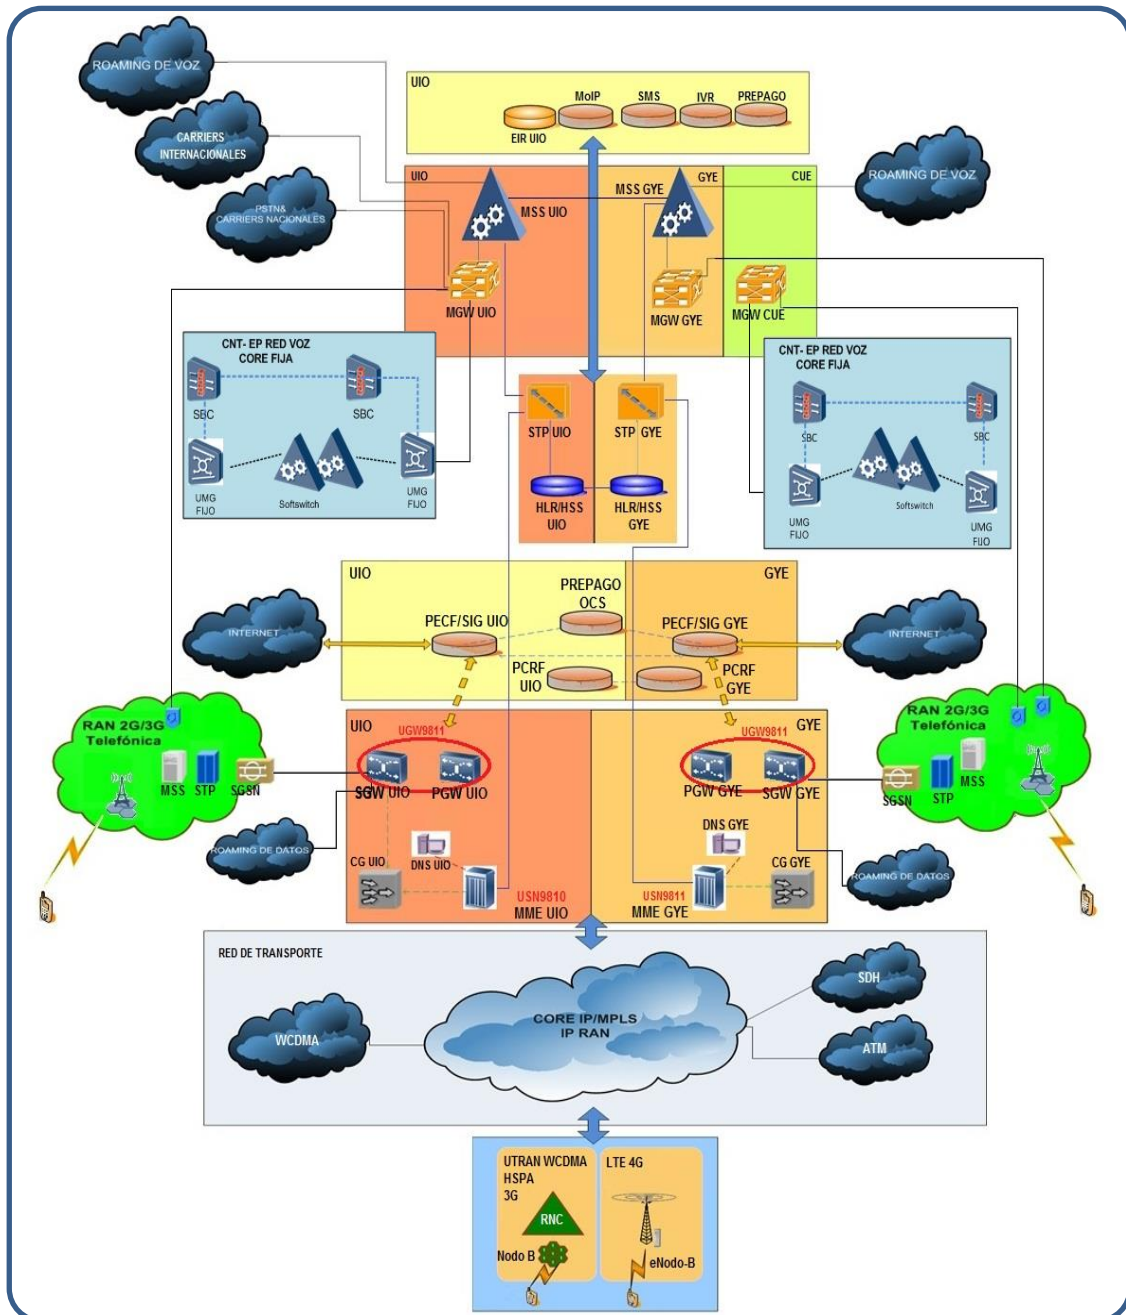 ROAMING DE VOZ
CARRIERS
INTERNACIONALES
PSTN&
CARRIERS NACIONALES
UIO
MoIP
SMS
IVR
PREPAGO
EIR UIO
UIO
GYE
CUE
MSS GYE
MSS UIO
ROAMING DE VOZ
MGW UIO
MGW GYE
MGW CUE
CNT- EP RED VOZ
CORE FIJA
SBC
SBC
UMG
FIJO
Softswitch
UMG
FIJO
CNT- EP RED VOZ
CORE FIJA
SBC
SBC
UMG
FIJO
Softswitch
UMG
FIJO
STP UIO
STP GYE
HLR/HSS
UIO
HLR/HSS
GYE
UIO
GYE
PREPAGO
OCS
PECF/SIG UIO
PECF/SIG GYE
PCRF
UIO
PCRF
GYE
INTERNET
INTERNET
RAN 2G/3G
Telefónica
MSS
STP
SGSN
RAN 2G/3G
Telefónica
SGSN
STP
MSS
UIO
UGW9811
SGW UIO
PGW UIO
GYE
UGW9811
PGW GYE
SGW GYE
ROAMING DE DATOS
ROAMING DE DATOS
CG UIO
DNS UIO
USN9810
MME UIO
DNS GYE
CG GYE
USN9811
MME GYE
RED DE TRANSPORTE
WCDMA
CORE IP/MPLS
IP RAN
SDH
ATM
UTRAN WCDMA
HSPA
3G
RNC
Nodo B
LTE 4G
eNodo-B